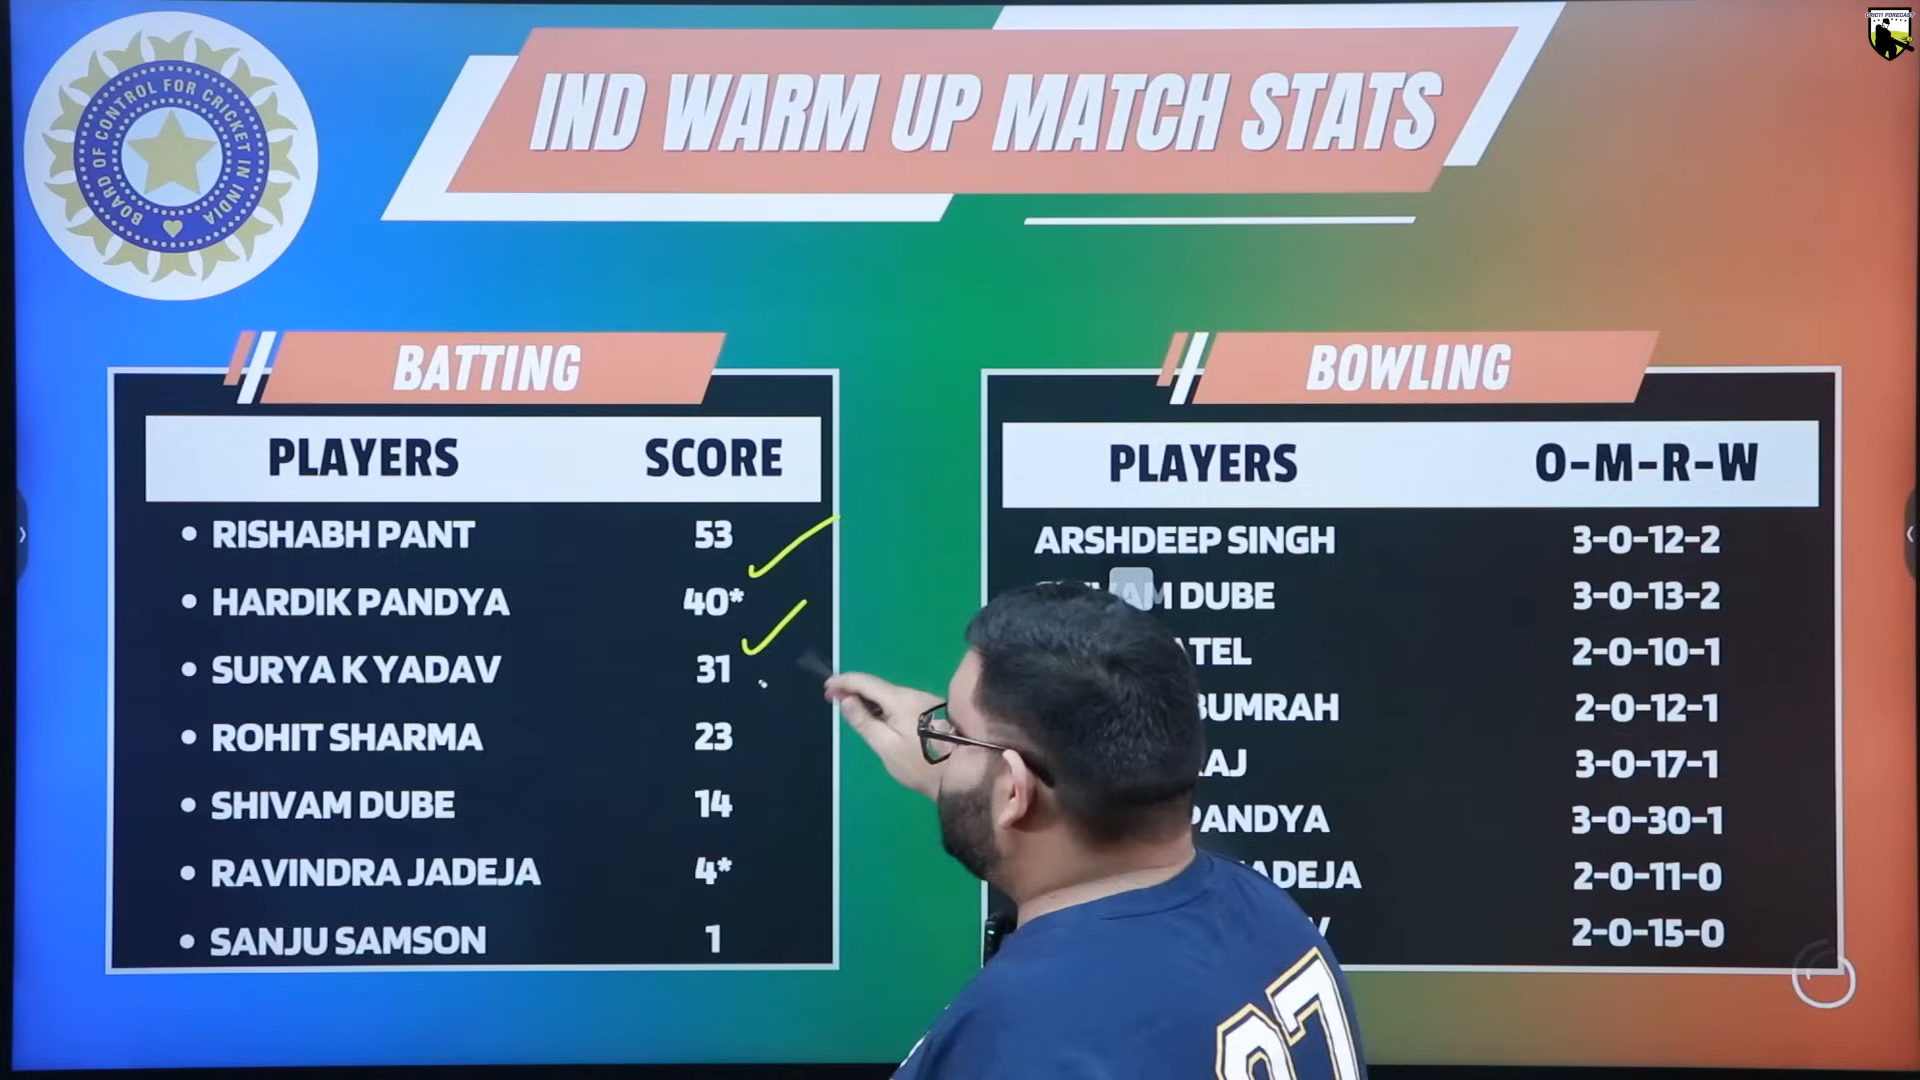 CRIC11 FORECAST
BOARD OF CONTROL FOR CRICKET IN INDIA
IND WARM UP MATCH STATS
BATTING
PLAYERS SCORE
• RISHABH PANT 53
• HARDIK PANDYA 40*
• SURYA K YADAV 31
• ROHIT SHARMA 23
• SHIVAM DUBE 14
• RAVINDRA JADEJA 4*
• SANJU SAMSON 1
BOWLING
PLAYERS O-M-R-W
ARSHDEEP SINGH 3-0-12-2
DUBE 3-0-13-2
2-0-10-1
BUMRAH 2-0-12-1
3-0-17-1
PANDYA 3-0-30-1
2-0-11-0
2-0-15-0
07